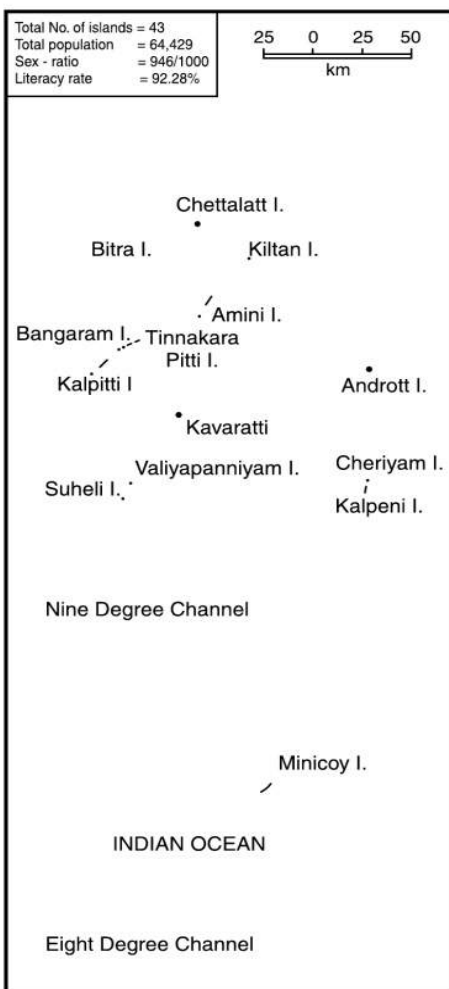 Total No. of islands = 43
Total population = 64,429
Sex - ratio = 946/1000
Literacy rate = 92.28%
25 0 25 50
km
Chettalatt I.
Bitra I. Kiltan I.
Amini I.
Bangaram I. Tinnakara
Pitti I.
Kalpitti I Andrott I.
Kavaratti
Cheriyam I.
Valiyapanniyam I.
Suheli I.
Kalpeni I.
Nine Degree Channel
Minicoy I.
INDIAN OCEAN
Eight Degree Channel